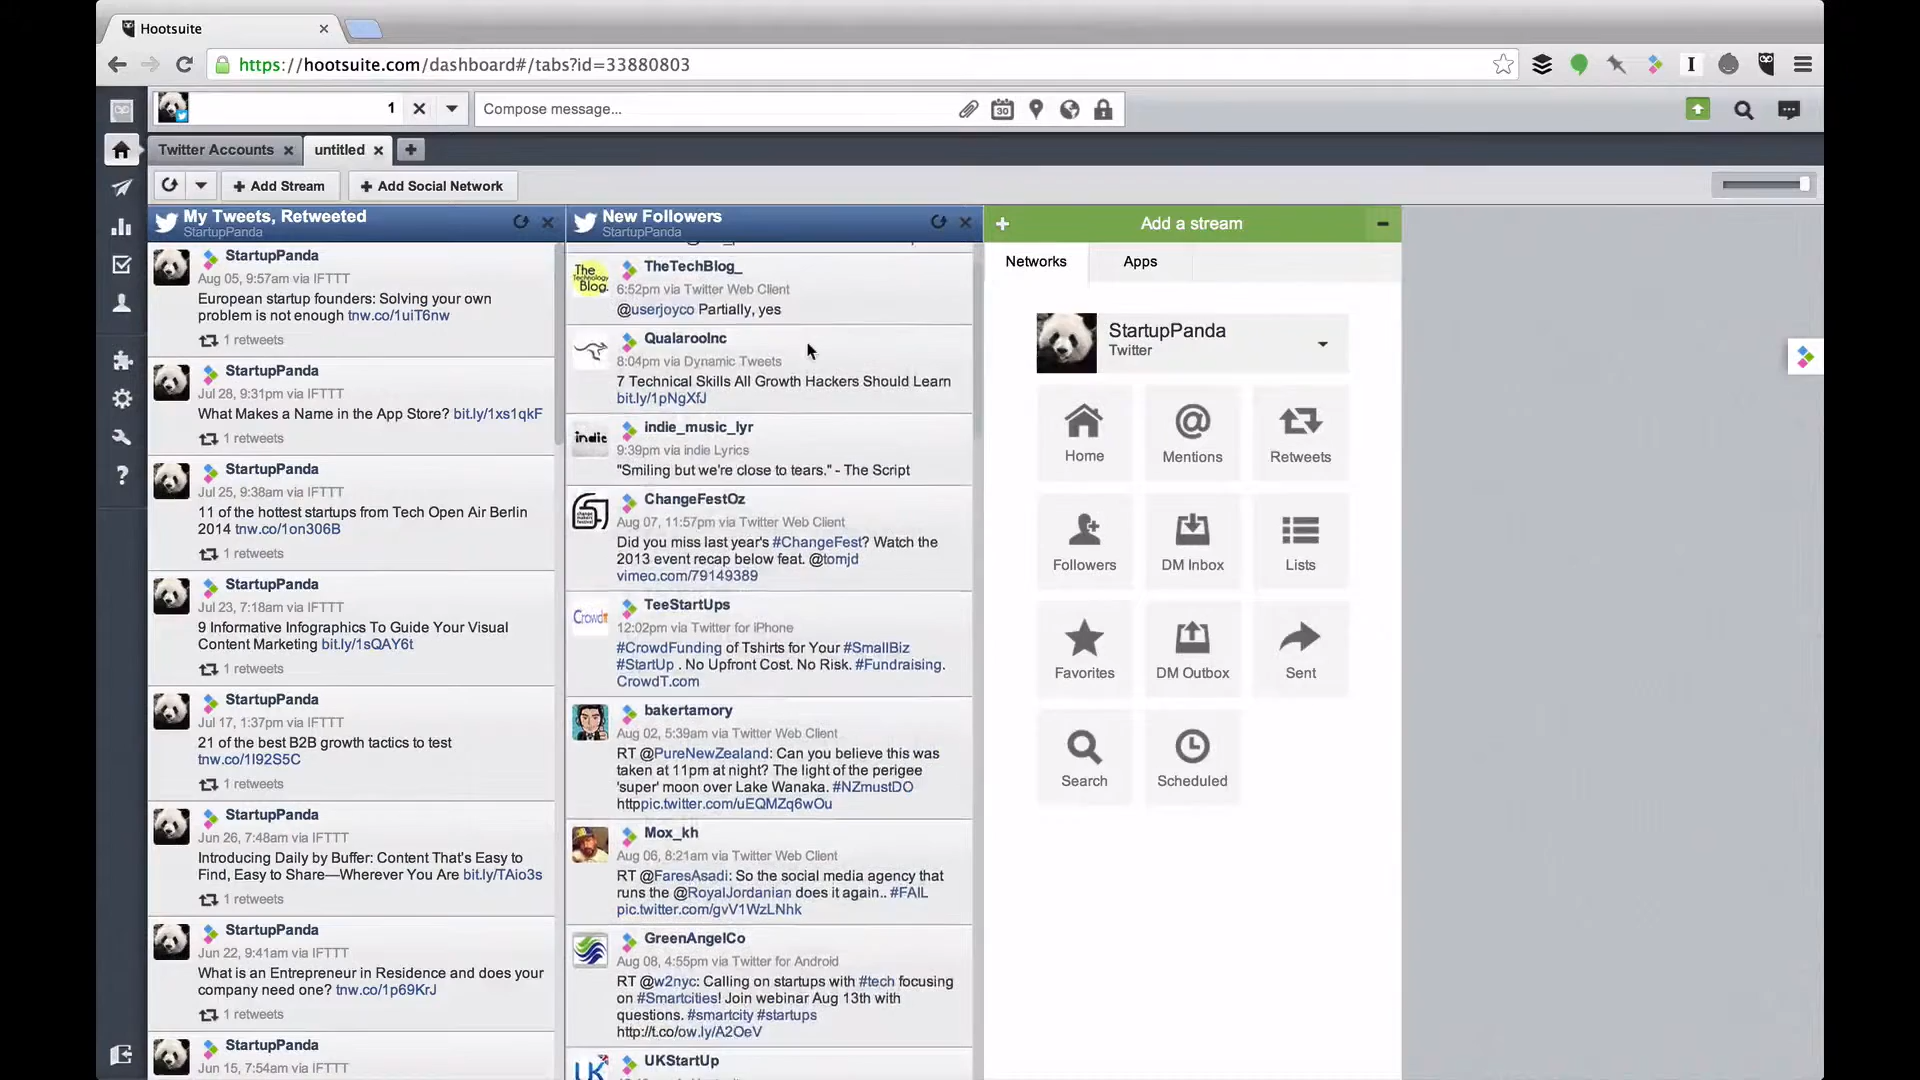 Hootsuite
https://hootsuite.com/dashboard#/tabs?id=33880803
1
Compose message...
30
Twitter Accounts
untitled
Add Stream
Add Social Network
My Tweets, Retweeted
StartupPanda
StartupPanda
Aug 05, 9:57am via IFTTT
European startup founders: Solving your own
problem is not enough tnw.co/1uiT6nw
1 retweets
StartupPanda
Jul 28, 9:31pm via IFTTT
What Makes a Name in the App Store? bit.ly/1xs1qkF
1 retweets
StartupPanda
Jul 25, 9:38am via IFTTT
11 of the hottest startups from Tech Open Air Berlin
2014 tnw.co/1on306B
1 retweets
StartupPanda
Jul 23, 7:18am via IFTTT
9 Informative Infographics To Guide Your Visual
Content Marketing bit.ly/1sQAY6t
1 retweets
StartupPanda
Jul 17, 1:37pm via IFTTT
21 of the best B2B growth tactics to test
tnw.co/1I92S5C
1 retweets
StartupPanda
Jun 26, 7:48am via IFTTT
Introducing Daily by Buffer: Content That's Easy to
Find, Easy to Share—Wherever You Are bit.ly/TAio3s
1 retweets
StartupPanda
Jun 22, 9:41am via IFTTT
What is an Entrepreneur in Residence and does your
company need one? tnw.co/1p69KrJ
1 retweets
StartupPanda
Jun 15, 7:54am via IFTTT
New Followers
StartupPanda
The Technology Blog.
TheTechBlog_
6:52pm via Twitter Web Client
@userjoyco Partially, yes
QualarooInc
8:04pm via Dynamic Tweets
7 Technical Skills All Growth Hackers Should Learn
bit.ly/1pNgXfJ
indie
indie_music_lyr
9:39pm via indie Lyrics
"Smiling but we're close to tears." - The Script
ChangeFestOz
Aug 07, 11:57pm via Twitter Web Client
Did you miss last year's #ChangeFest? Watch the
2013 event recap below feat. @tomjd
vimeo.com/79149389
Crowdt
TeeStartUps
12:02pm via Twitter for iPhone
#CrowdFunding of Tshirts for Your #SmallBiz
#StartUp . No Upfront Cost. No Risk. #Fundraising.
CrowdT.com
bakertamory
Aug 02, 5:39am via Twitter Web Client
RT @PureNewZealand: Can you believe this was
taken at 11pm at night? The light of the perigee
'super' moon over Lake Wanaka. #NZmustDO
httppic.twitter.com/uEQMZq6wOu
Mox_kh
Aug 06, 8:21am via Twitter Web Client
RT @FaresAsadi: So the social media agency that
runs the @RoyalJordanian does it again.. #FAIL
pic.twitter.com/gvV1WzLNhk
GreenAngelCo
Aug 08, 4:55pm via Twitter for Android
RT @w2nyc: Calling on startups with #tech focusing
on #Smartcities! Join webinar Aug 13th with
questions. #smartcity #startups
http://t.co/ow.ly/A2OeV
UK
UKStartUp
Add a stream
Networks
Apps
StartupPanda
Twitter
Home
Mentions
Retweets
Followers
DM Inbox
Lists
Favorites
DM Outbox
Sent
Search
Scheduled